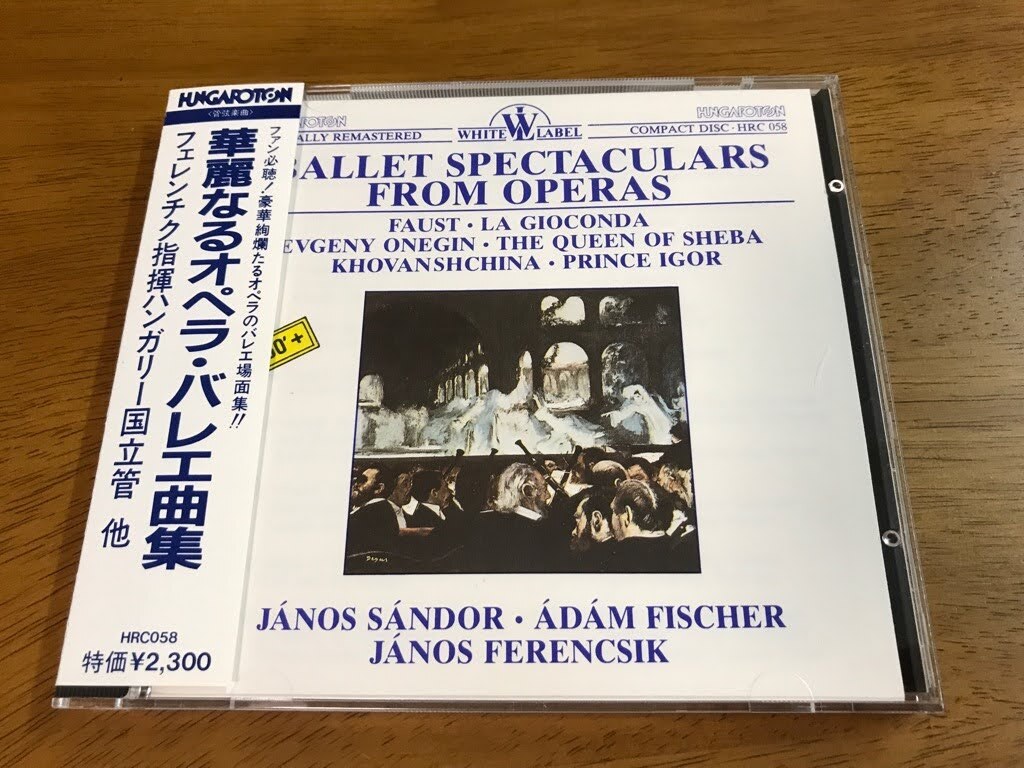 HUNGAROTON
〈管弦楽曲〉
ファン必聴!豪華絢爛たるオペラのバレエ場面集!!
華麗なるオペラ・バレエ曲集
フェレンチク指揮ハンガリー国立管 他
HRC058
特価¥2,300
HUNGAROTON
WHITE LABEL
REMASTERED
COMPACT DISC · HRC 058
BALLET SPECTACULARS
FROM OPERAS
FAUST · LA GIOCONDA
EVGENY ONEGIN · THE QUEEN OF SHEBA
KHOVANSHCHINA · PRINCE IGOR
Degas
JÁNOS SÁNDOR · ÁDÁM FISCHER
JÁNOS FERENCSIK